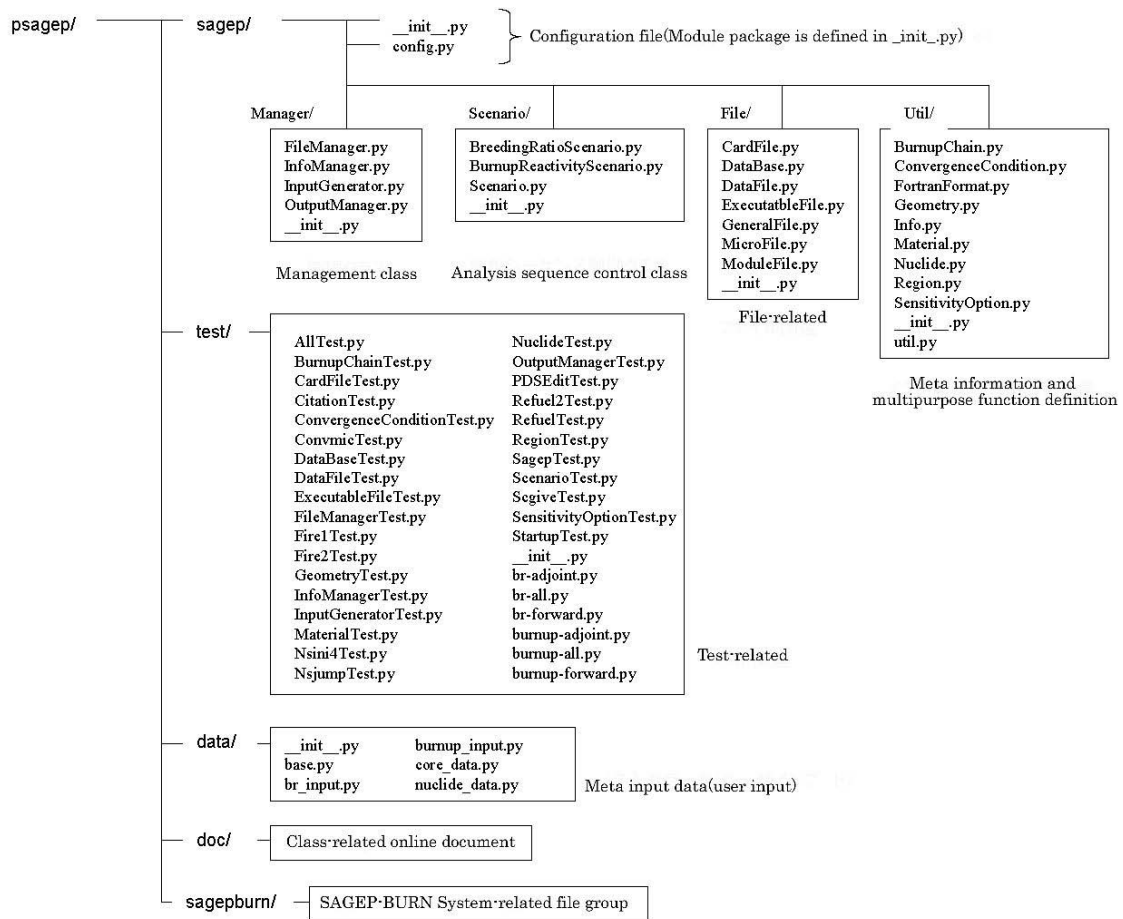 psagep/
sagep/
__init__.py
config.py
Configuration file(Module package is defined in _init_.py)
Manager/
FileManager.py
InfoManager.py
InputGenerator.py
OutputManager.py
__init__.py
Management class
Scenario/
BreedingRatioScenario.py
BurnupReactivityScenario.py
Scenario.py
__init__.py
Analysis sequence control class
File/
CardFile.py
DataBase.py
DataFile.py
ExecutatbleFile.py
GeneralFile.py
MicroFile.py
ModuleFile.py
__init__.py
File-related
Util/
BurnupChain.py
ConvergenceCondition.py
FortranFormat.py
Geometry.py
Info.py
Material.py
Nuclide.py
Region.py
SensitivityOption.py
__init__.py
util.py
Meta information and
multipurpose function definition
test/
AllTest.py
BurnupChainTest.py
CardFileTest.py
CitationTest.py
ConvergenceConditionTest.py
ConvmicTest.py
DataBaseTest.py
DataFileTest.py
ExecutableFileTest.py
FileManagerTest.py
Fire1Test.py
Fire2Test.py
GeometryTest.py
InfoManagerTest.py
InputGeneratorTest.py
MaterialTest.py
Nsini4Test.py
NsjumpTest.py
NuclideTest.py
OutputManagerTest.py
PDSEditTest.py
Refuel2Test.py
RefuelTest.py
RegionTest.py
SagepTest.py
ScenarioTest.py
ScgiveTest.py
SensitivityOptionTest.py
StartupTest.py
__init__.py
br-adjoint.py
br-all.py
br-forward.py
burnup-adjoint.py
burnup-all.py
burnup-forward.py
Test-related
data/
__init__.py
base.py
br_input.py
burnup_input.py
core_data.py
nuclide_data.py
Meta input data(user input)
doc/
Class-related online document
sagepburn/
SAGEP-BURN System-related file group